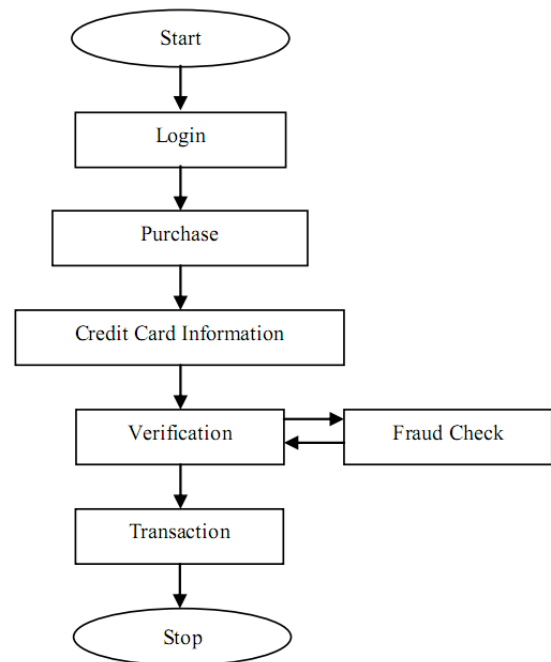 Start
Login
Purchase
Credit Card Information
Verification
Fraud Check
Transaction
Stop